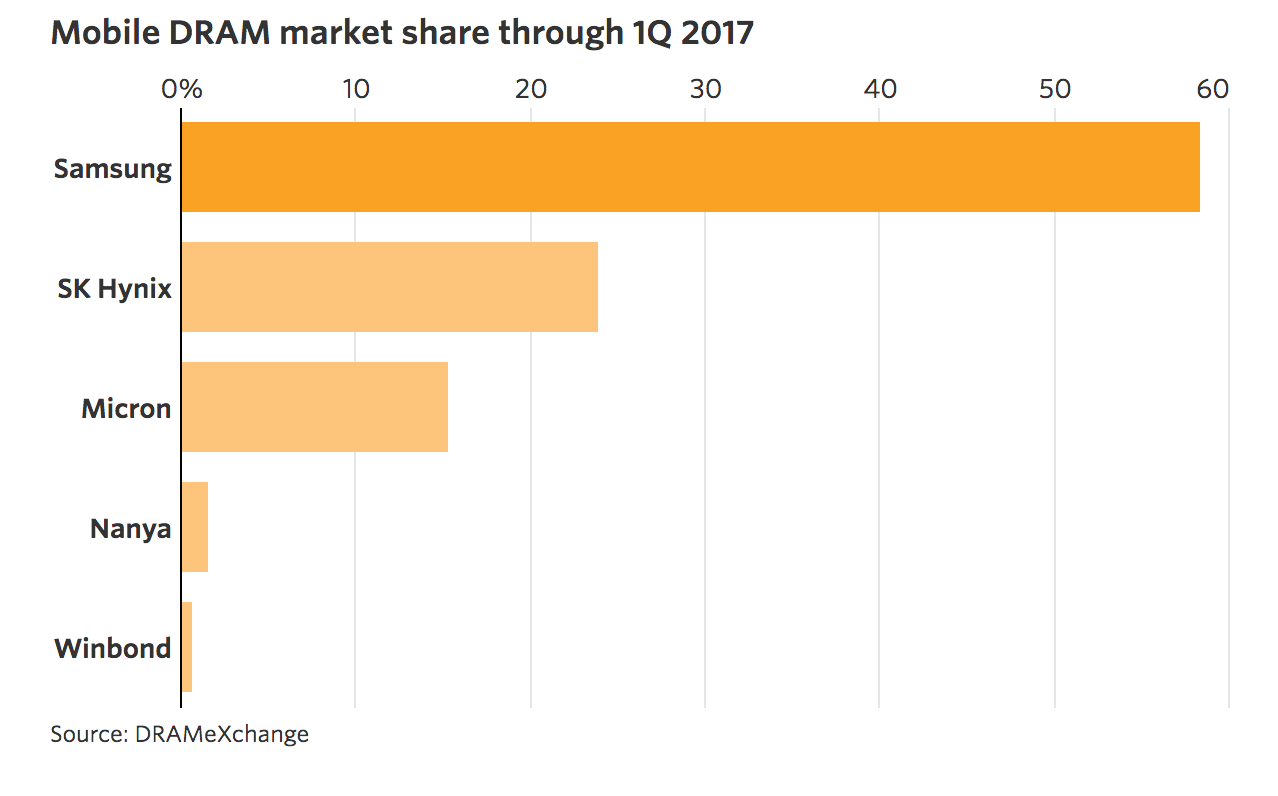 Mobile DRAM market share through 1Q 2017
0% 10 20 30 40 50 60
Samsung
SK Hynix
Micron
Nanya
Winbond
Source: DRAMeXchange